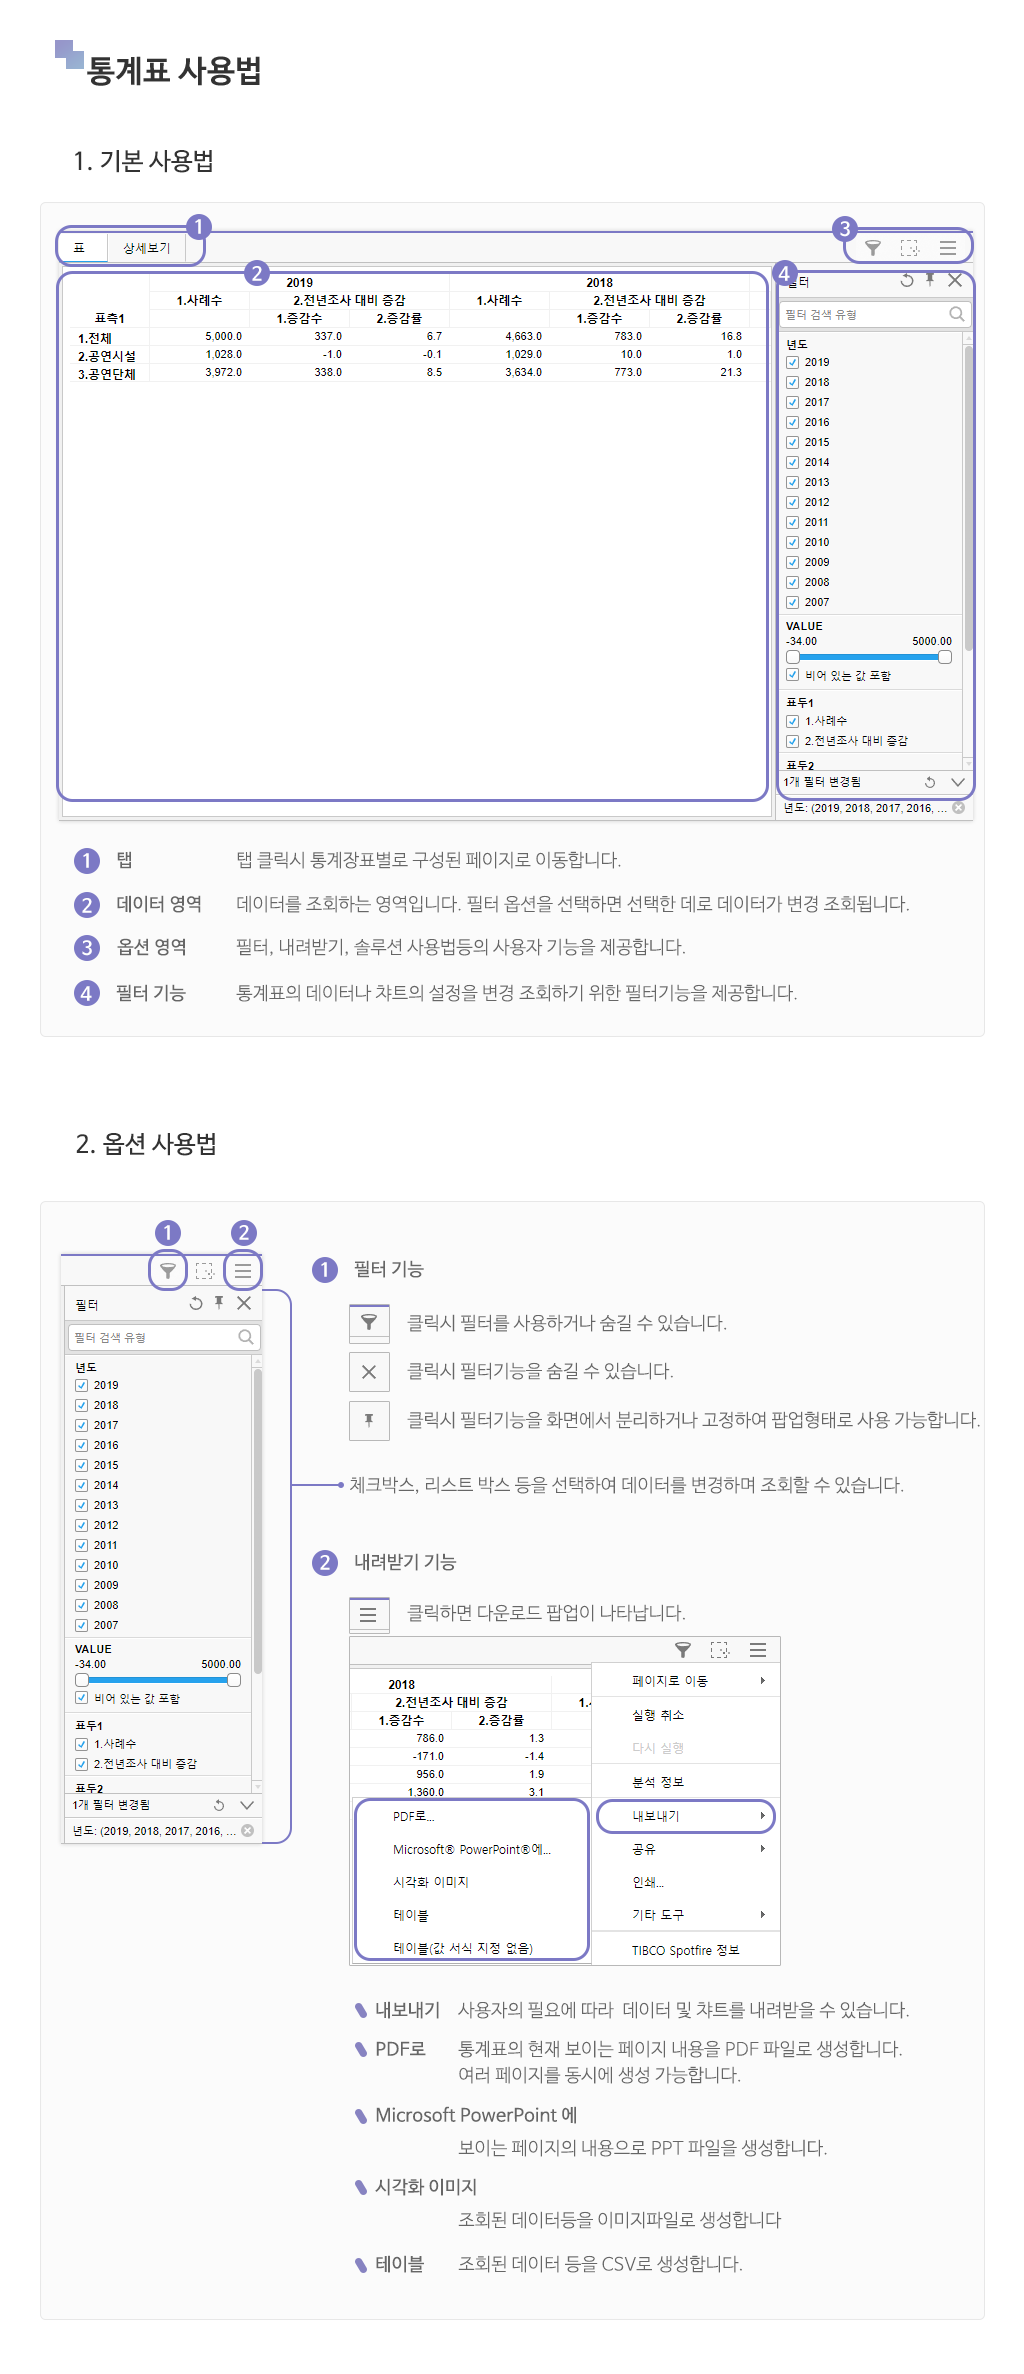 통계표 사용법
1. 기본 사용법
1
3
표 상세보기
2
4
필터
2019 2018
1.사례수 2.전년조사 대비 증감 1.사례수 2.전년조사 대비 증감
표측1 1.증감수 2.증감률 1.증감수 2.증감률
1.전체 5,000.0 337.0 6.7 4,663.0 783.0 16.8
2.공연시설 1,028.0 -1.0 -0.1 1,029.0 10.0 1.0
3.공연단체 3,972.0 338.0 8.5 3,634.0 773.0 21.3
필터 검색 유형
년도
2019
2018
2017
2016
2015
2014
2013
2012
2011
2010
2009
2008
2007
VALUE
-34.00 5000.00
비어 있는 값 포함
표두1
1.사례수
2.전년조사 대비 증감
표두2
1개 필터 변경됨
년도: (2019, 2018, 2017, 2016, ...
1 탭 탭 클릭시 통계장표별로 구성된 페이지로 이동합니다.
2 데이터 영역 데이터를 조회하는 영역입니다. 필터 옵션을 선택하면 선택한 데로 데이터가 변경 조회됩니다.
3 옵션 영역 필터, 내려받기, 솔루션 사용법등의 사용자 기능을 제공합니다.
4 필터 기능 통계표의 데이터나 챠트의 설정을 변경 조회하기 위한 필터기능을 제공합니다.
2. 옵션 사용법
1 2
필터
필터 검색 유형
년도
2019
2018
2017
2016
2015
2014
2013
2012
2011
2010
2009
2008
2007
VALUE
-34.00 5000.00
비어 있는 값 포함
표두1
1.사례수
2.전년조사 대비 증감
표두2
1개 필터 변경됨
년도: (2019, 2018, 2017, 2016, ...
1 필터 기능
클릭시 필터를 사용하거나 숨길 수 있습니다.
클릭시 필터기능을 숨길 수 있습니다.
클릭시 필터기능을 화면에서 분리하거나 고정하여 팝업형태로 사용 가능합니다.
체크박스, 리스트 박스 등을 선택하여 데이터를 변경하며 조회할 수 있습니다.
2 내려받기 기능
클릭하면 다운로드 팝업이 나타납니다.
2018
2.전년조사 대비 증감 1.
1.증감수 2.증감률
786.0 1.3
-171.0 -1.4
956.0 1.9
1,360.0 3.1
페이지로 이동
실행 취소
다시 실행
분석 정보
내보내기
공유
인쇄...
기타 도구
TIBCO Spotfire 정보
PDF로...
Microsoft® PowerPoint®에...
시각화 이미지
테이블
테이블(값 서식 지정 없음)
내보내기 사용자의 필요에 따라 데이터 및 챠트를 내려받을 수 있습니다.
PDF로 통계표의 현재 보이는 페이지 내용을 PDF 파일로 생성합니다.
여러 페이지를 동시에 생성 가능합니다.
Microsoft PowerPoint 에
보이는 페이지의 내용으로 PPT 파일을 생성합니다.
시각화 이미지
조회된 데이터등을 이미지파일로 생성합니다
테이블 조회된 데이터 등을 CSV로 생성합니다.